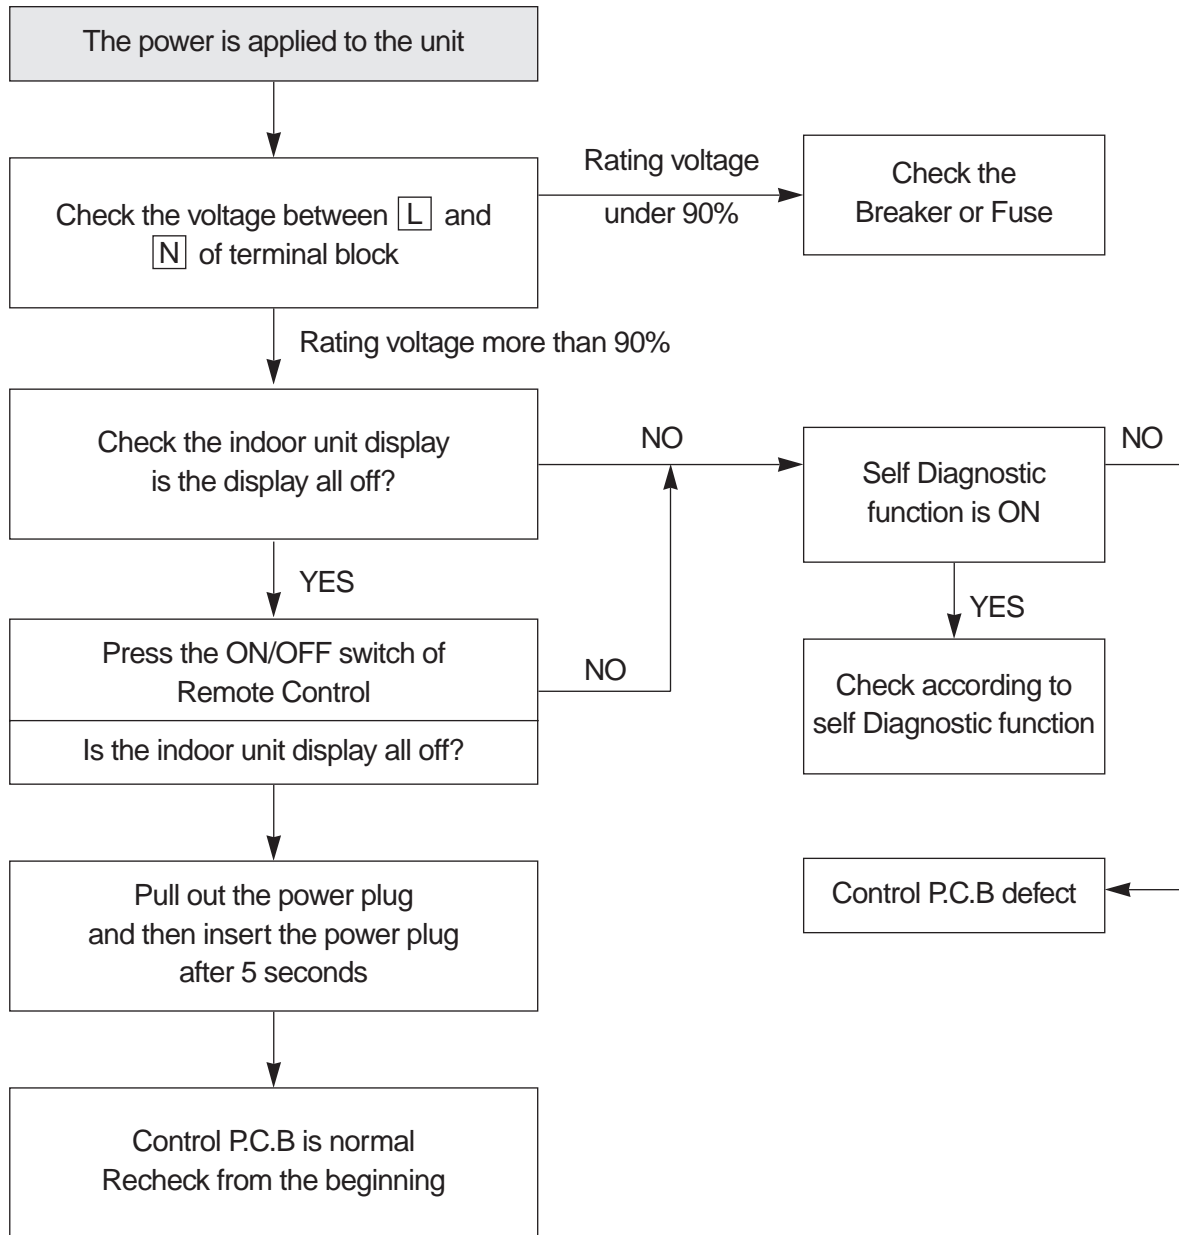 The power is applied to the unit
Check the voltage between L and
N of terminal block
Rating voltage
under 90%
Check the
Breaker or Fuse
Rating voltage more than 90%
Check the indoor unit display
is the display all off?
NO
Self Diagnostic
function is ON
NO
YES
YES
Press the ON/OFF switch of
Remote Control
NO
Is the indoor unit display all off?
Check according to
self Diagnostic function
Pull out the power plug
and then insert the power plug
after 5 seconds
Control P.C.B defect
Control P.C.B is normal
Recheck from the beginning